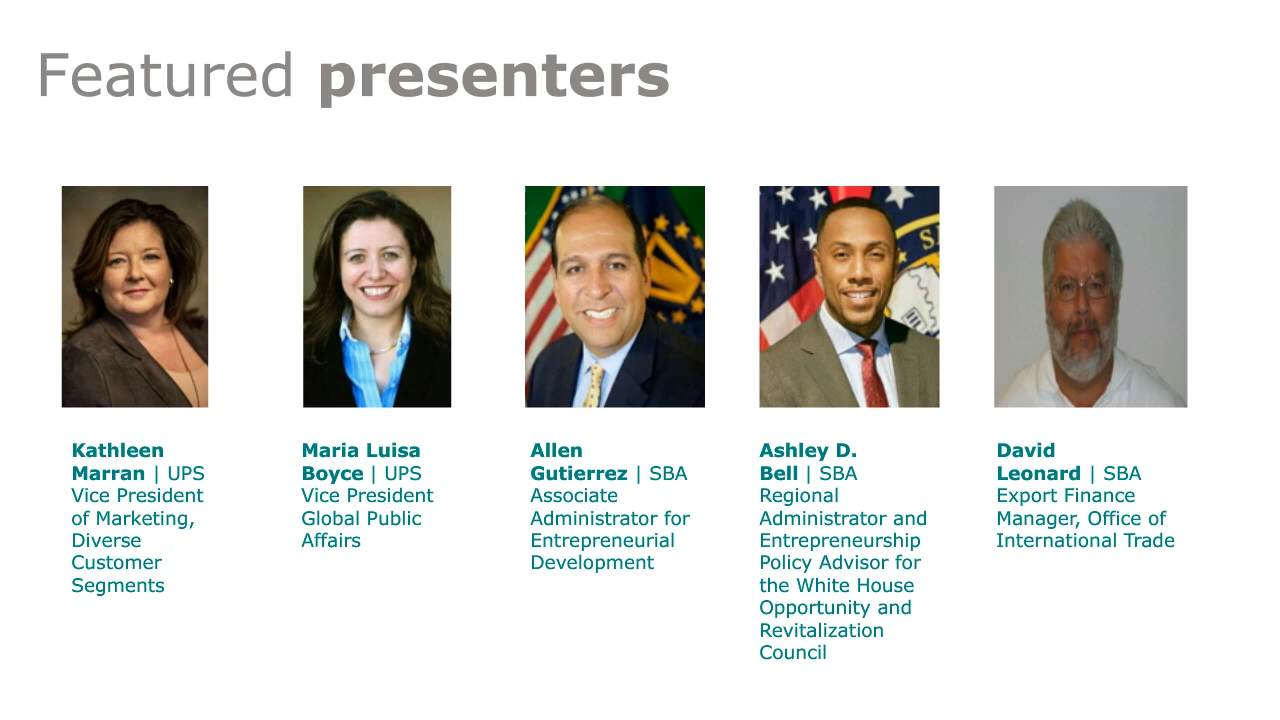 Featured presenters
Kathleen
Marran | UPS
Vice President
of Marketing,
Diverse
Customer
Segments
Maria Luisa
Boyce | UPS
Vice President
Global Public
Affairs
Allen
Gutierrez | SBA
Associate
Administrator for
Entrepreneurial
Development
Ashley D.
Bell | SBA
Regional
Administrator and
Entrepreneurship
Policy Advisor for
the White House
Opportunity and
Revitalization
Council
David
Leonard | SBA
Export Finance
Manager, Office of
International Trade